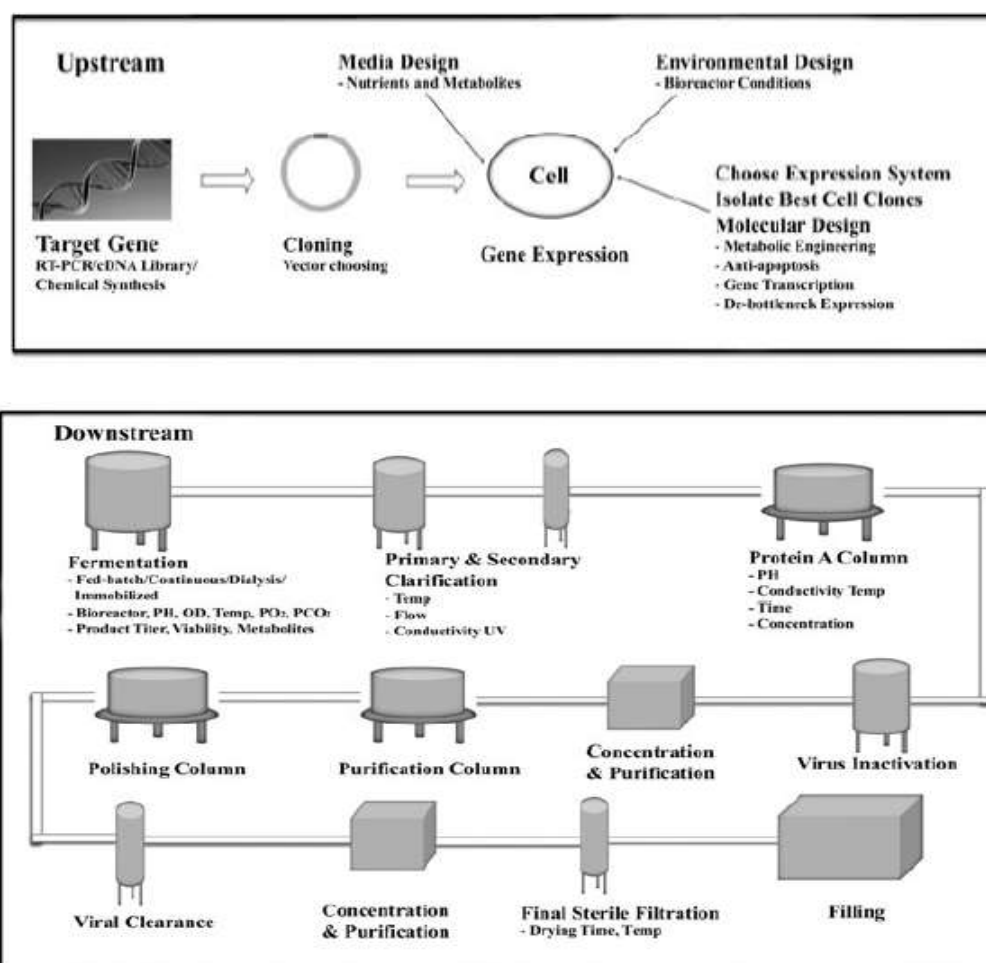 Upstream
Media Design
- Nutrients and Metabolites
Environmental Design
- Bioreactor Conditions
Cell
Choose Expression System
Isolate Best Cell Clones
Molecular Design
- Metabolic Engineering
- Anti-apoptosis
- Gene Transcription
- De-bottleneck Expression
Target Gene
RT-PCR/cDNA Library/
Chemical Synthesis
Cloning
Vector choosing
Gene Expression
Downstream
Fermentation
- Fed-batch/Continuous/Dialysis/
Immobilized
- Bioreactor, PH, OD, Temp, PO₂, PCO₂
- Product Titer, Viability, Metabolites
Primary & Secondary
Clarification
- Temp
- Flow
- Conductivity UV
Protein A Column
- PH
- Conductivity Temp
- Time
- Concentration
Polishing Column
Purification Column
Concentration
& Purification
Virus Inactivation
Viral Clearance
Concentration
& Purification
Final Sterile Filtration
- Drying Time, Temp
Filling